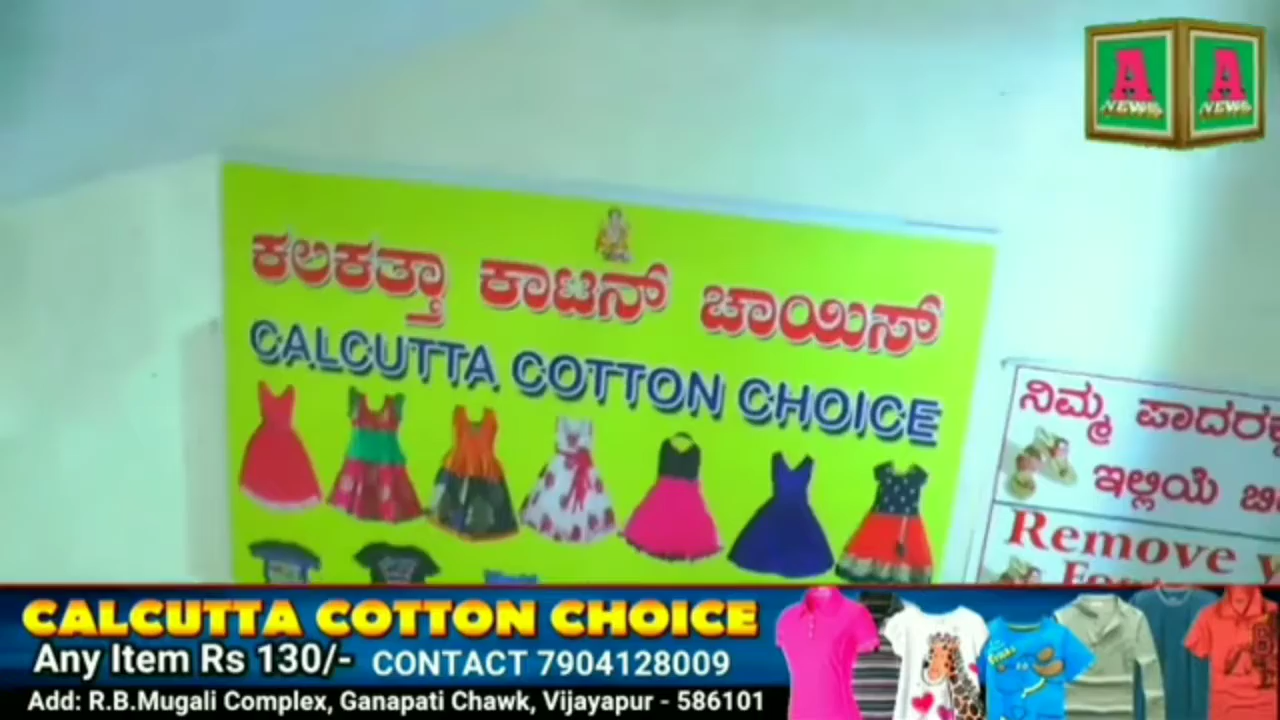 A NEWS A NEWS
ಕಲಕತ್ತಾ ಕಾಟನ್ ಚಾಯಿಸ್
CALCUTTA COTTON CHOICE
ನಿಮ್ಮ
ಇಲ್ಲಿಯೆ
Remove
CALCUTTA COTTON CHOICE
Any Item Rs 130/- CONTACT 7904128009
Add: R.B.Mugali Complex, Ganapati Chawk, Vijayapur - 586101